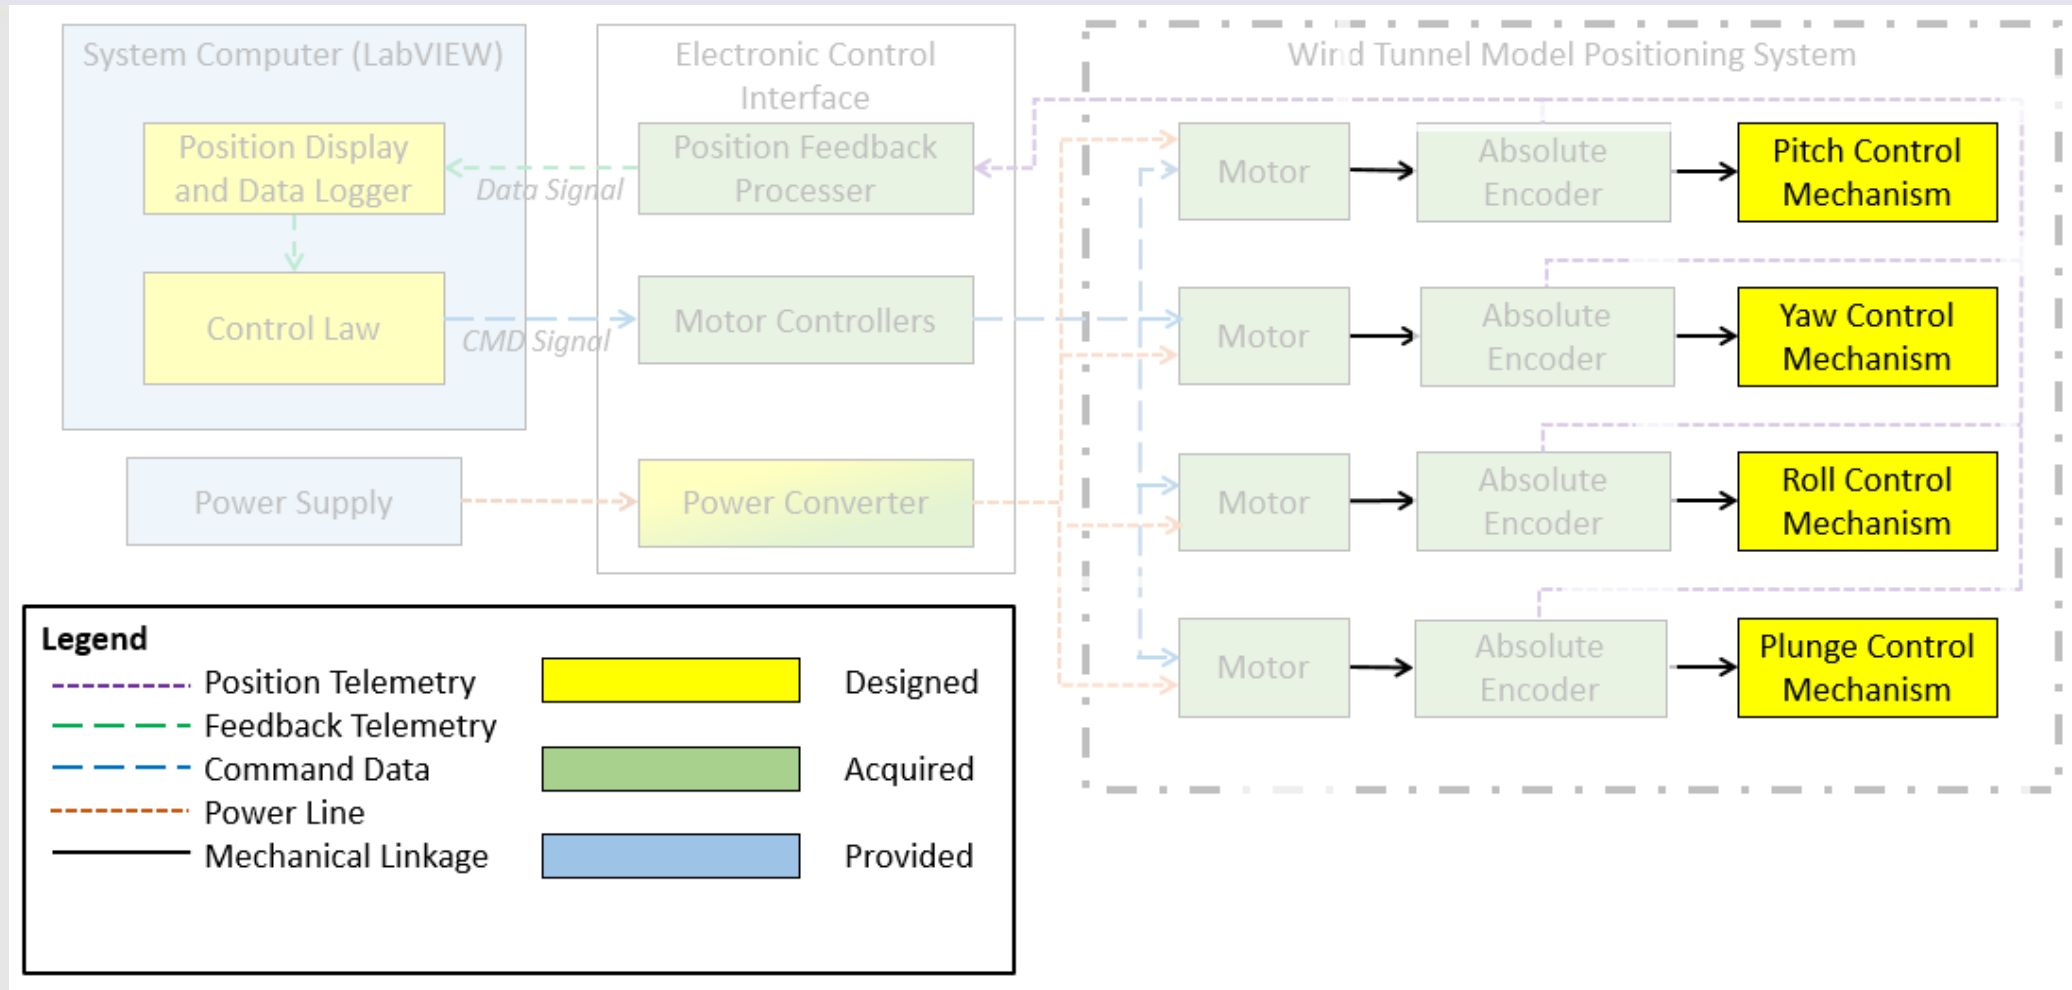 System Computer (LabVIEW)
Position Display
and Data Logger
Control Law
Data Signal
CMD Signal
Power Supply
Electronic Control
Interface
Position Feedback
Processer
Motor Controllers
Power Converter
Wind Tunnel Model Positioning System
Motor
Absolute
Encoder
Pitch Control
Mechanism
Motor
Absolute
Encoder
Yaw Control
Mechanism
Motor
Absolute
Encoder
Roll Control
Mechanism
Motor
Absolute
Encoder
Plunge Control
Mechanism
Legend
Position Telemetry
Feedback Telemetry
Command Data
Power Line
Mechanical Linkage
Designed
Acquired
Provided